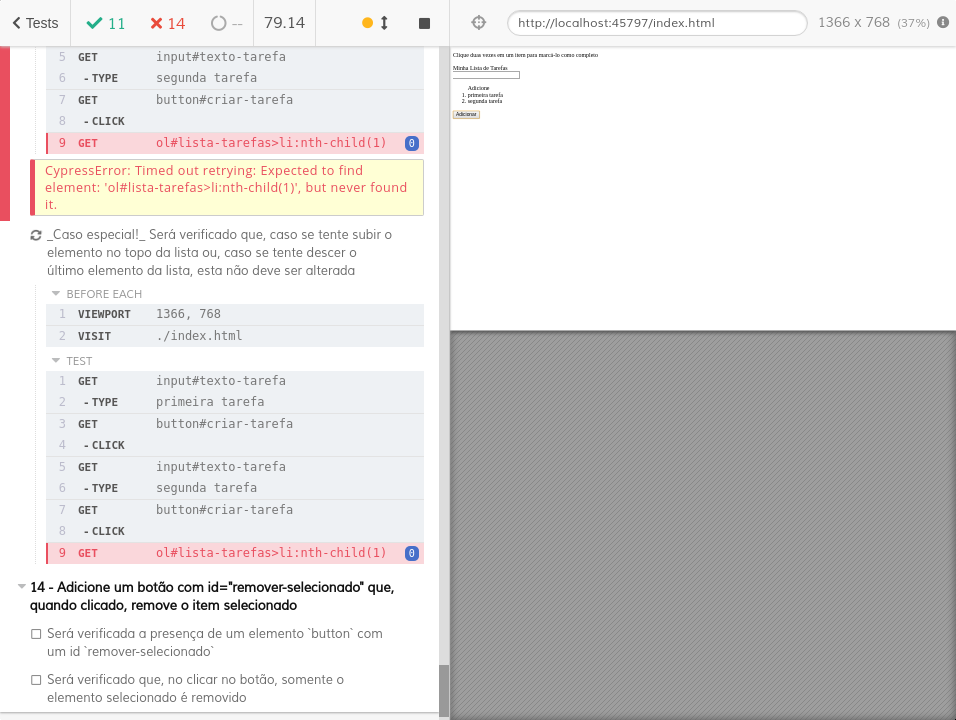 Tests
11
14
--
79.14
http://localhost:45797/index.html
1366 x 768 (37%)
5 GET input#texto-tarefa
6 -TYPE segunda tarefa
7 GET button#criar-tarefa
8 -CLICK
9 GET ol#lista-tarefas>li:nth-child(1) 0
CypressError: Timed out retrying: Expected to find
element: 'ol#lista-tarefas>li:nth-child(1)', but never found
it.
_Caso especial!_ Será verificado que, caso se tente subir o
elemento no topo da lista ou, caso se tente descer o
último elemento da lista, esta não deve ser alterada
BEFORE EACH
1 VIEWPORT 1366, 768
2 VISIT ./index.html
TEST
1 GET input#texto-tarefa
2 -TYPE primeira tarefa
3 GET button#criar-tarefa
4 -CLICK
5 GET input#texto-tarefa
6 -TYPE segunda tarefa
7 GET button#criar-tarefa
8 -CLICK
9 GET ol#lista-tarefas>li:nth-child(1) 0
14 - Adicione um botão com id="remover-selecionado" que,
quando clicado, remove o item selecionado
Será verificada a presença de um elemento `button` com
um id `remover-selecionado`
Será verificado que, no clicar no botão, somente o
elemento selecionado é removido
Clique duas vezes em um item para marcá-lo como completo
Minha Lista de Tarefas
Adicione
1. primeira tarefa
2. segunda tarefa
Adicionar